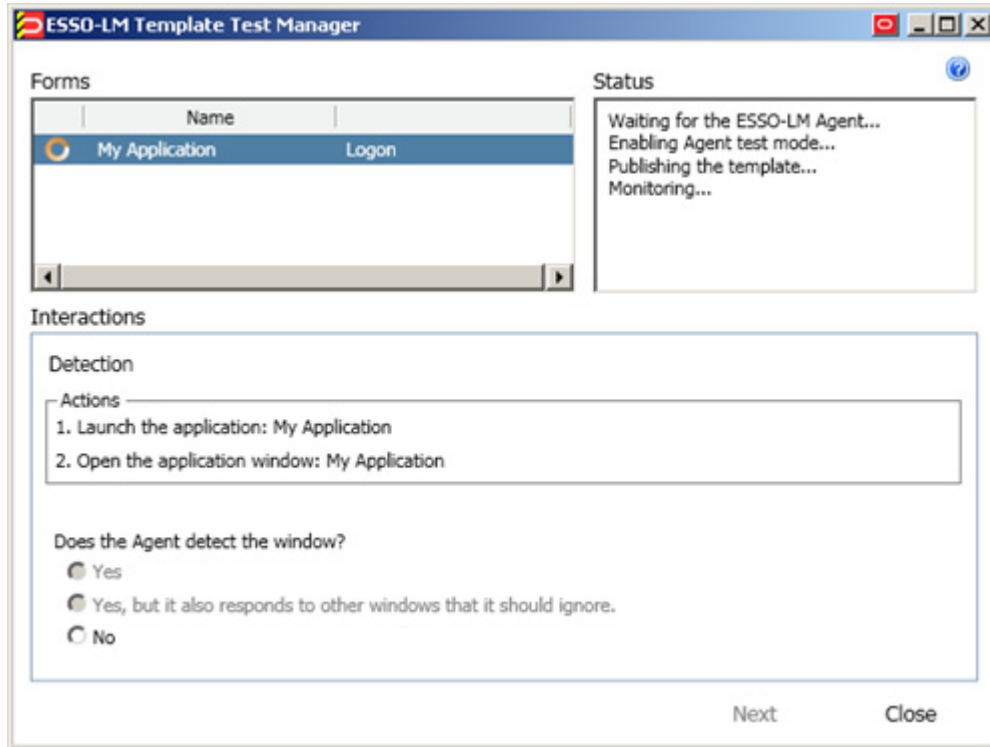 ESSO-LM Template Test Manager
Forms
Status
Name
My Application Logon
Waiting for the ESSO-LM Agent...
Enabling Agent test mode...
Publishing the template...
Monitoring...
Interactions
Detection
Actions
1. Launch the application: My Application
2. Open the application window: My Application
Does the Agent detect the window?
Yes
Yes, but it also responds to other windows that it should ignore.
No
Next Close